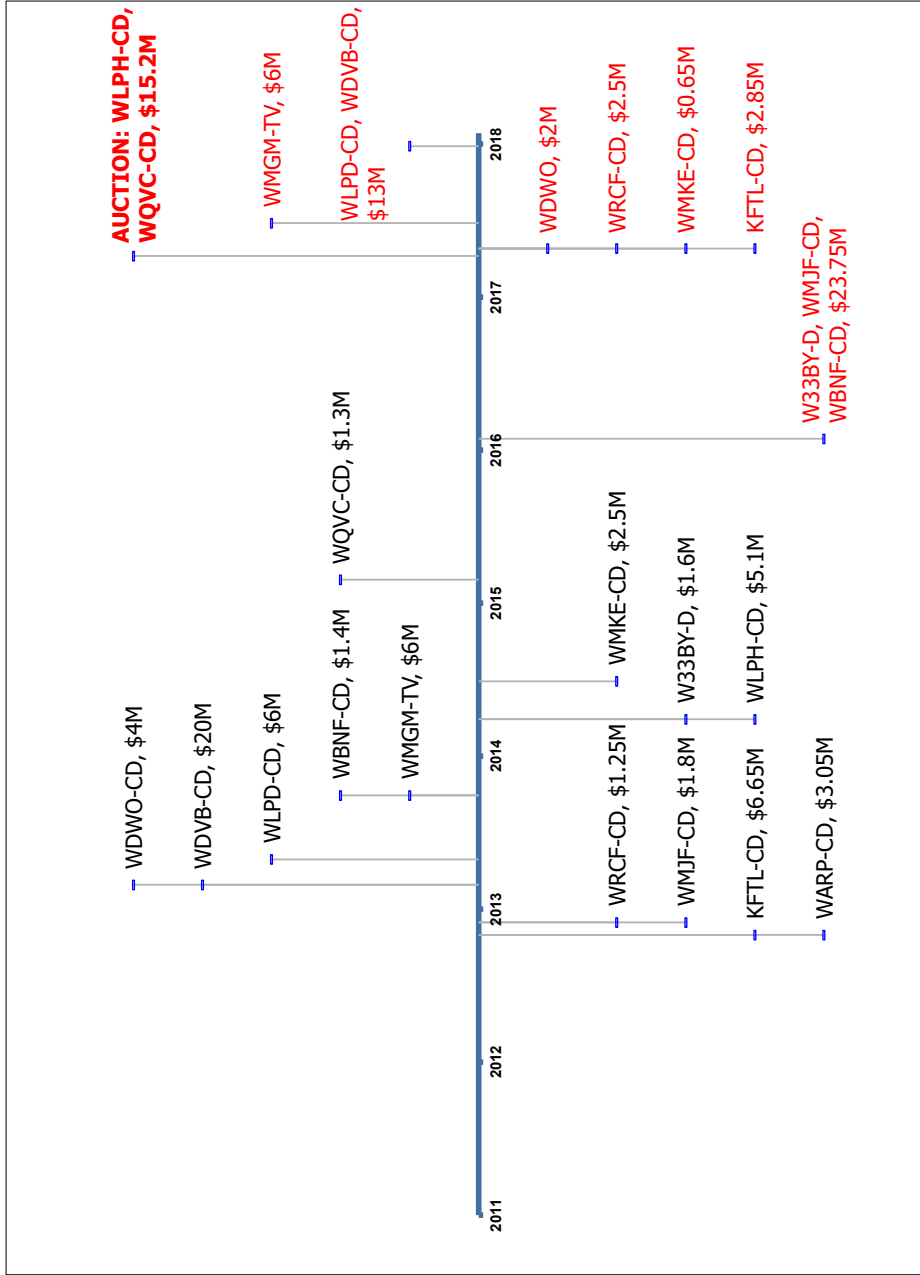 AUCTION: WLPH-CD,
WQVC-CD, $15.2M
WDWO-CD, $4M
WDVB-CD, $20M
WLPD-CD, $6M
WMGM-TV, $6M
WBNF-CD, $1.4M
WQVC-CD, $1.3M
WLPD-CD, WDVB-CD,
$13M
WMGM-TV, $6M
2011
2012
2013
2014
2015
2016
2017
2018
WDWO, $2M
WRCF-CD, $1.25M
WMKE-CD, $2.5M
WRCF-CD, $2.5M
WMJF-CD, $1.8M
W33BY-D, $1.6M
WMKE-CD, $0.65M
KFTL-CD, $6.65M
WLPH-CD, $5.1M
KFTL-CD, $2.85M
WARP-CD, $3.05M
W33BY-D, WMJF-CD,
WBNF-CD, $23.75M